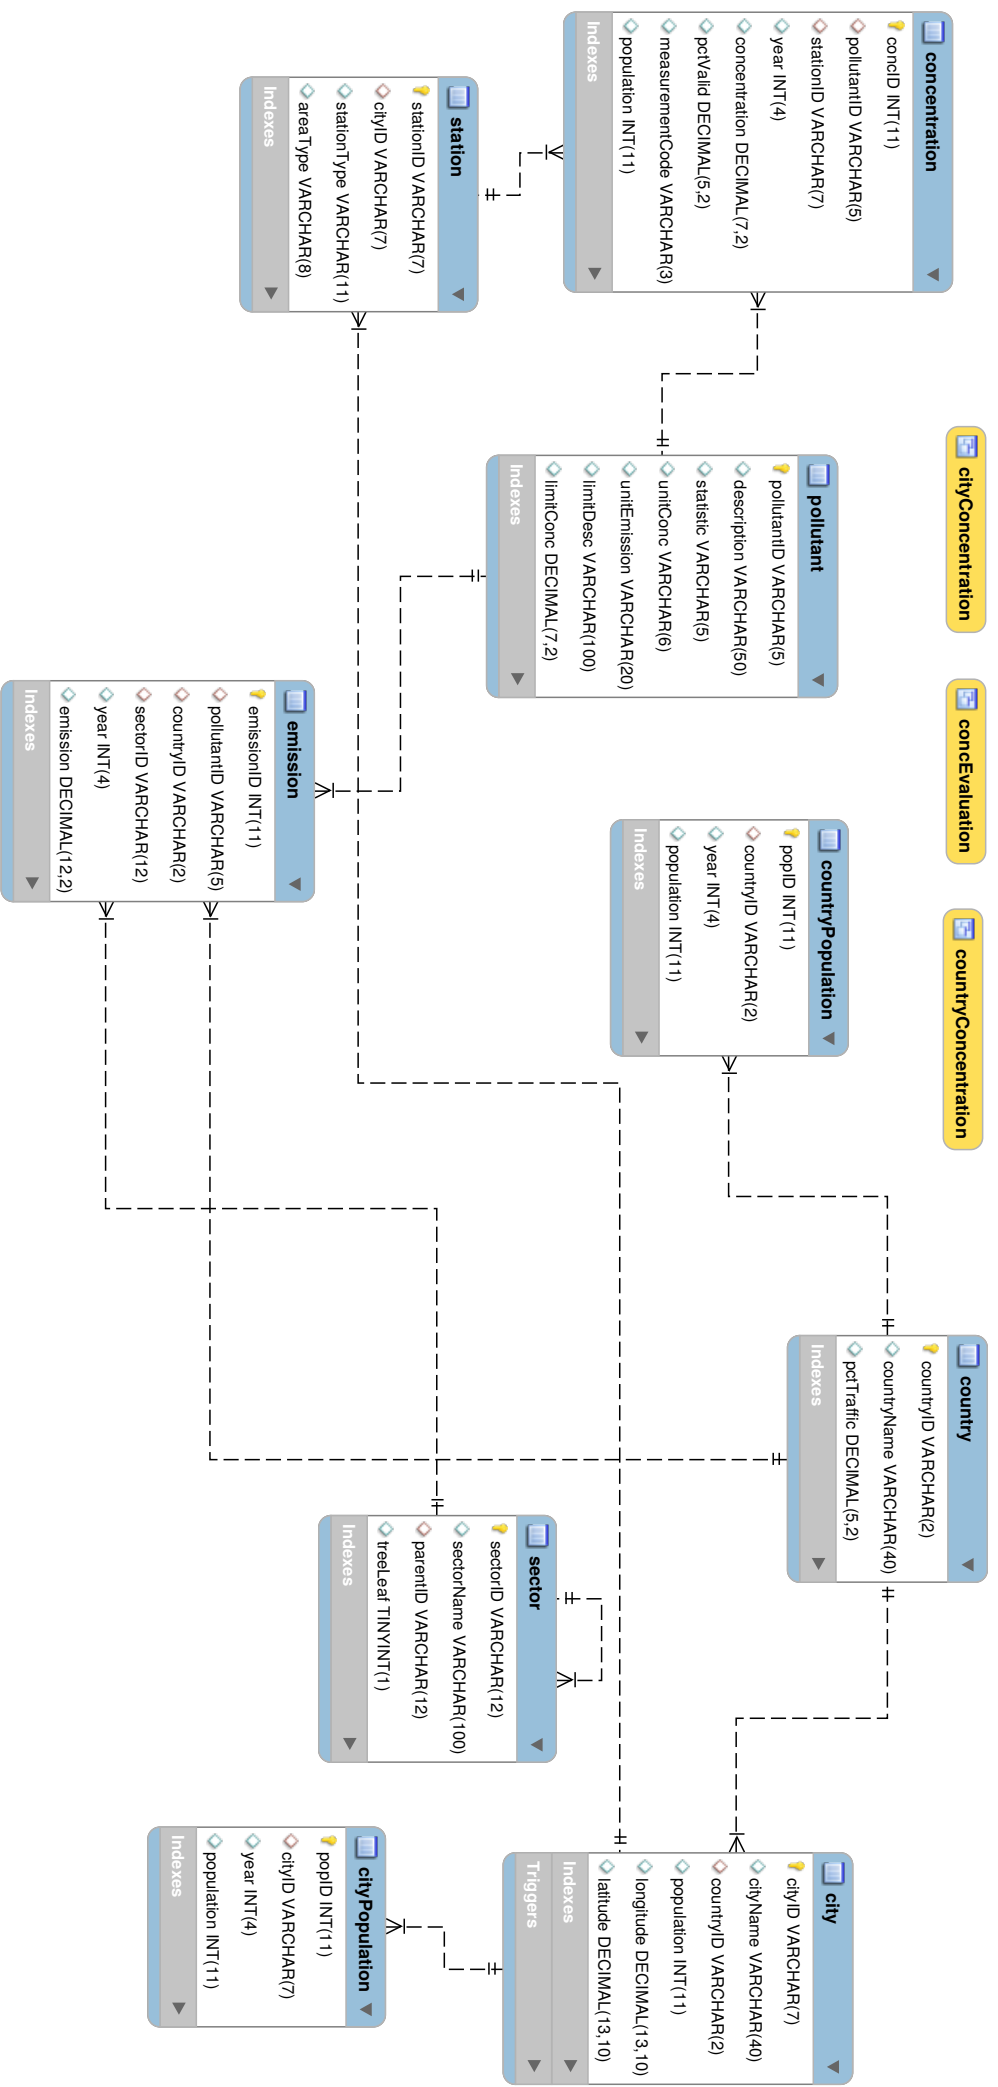 cityConcentration
concEvaluation
countryConcentration
concentration
concID INT(11)
pollutantID VARCHAR(5)
stationID VARCHAR(7)
year INT(4)
concentration DECIMAL(7,2)
pctValid DECIMAL(5,2)
measurementCode VARCHAR(3)
population INT(11)
Indexes
pollutant
pollutantID VARCHAR(5)
description VARCHAR(50)
statistic VARCHAR(5)
unitConc VARCHAR(6)
unitEmission VARCHAR(20)
limitDesc VARCHAR(100)
limitConc DECIMAL(7,2)
Indexes
countryPopulation
popID INT(11)
countryID VARCHAR(2)
year INT(4)
population INT(11)
Indexes
country
countryID VARCHAR(2)
countryName VARCHAR(40)
pctTraffic DECIMAL(5,2)
Indexes
city
cityID VARCHAR(7)
cityName VARCHAR(40)
countryID VARCHAR(2)
population INT(11)
longitude DECIMAL(13,10)
latitude DECIMAL(13,10)
Indexes
Triggers
station
stationID VARCHAR(7)
cityID VARCHAR(7)
stationType VARCHAR(11)
areaType VARCHAR(8)
Indexes
emission
emissionID INT(11)
pollutantID VARCHAR(5)
countryID VARCHAR(2)
sectorID VARCHAR(12)
year INT(4)
emission DECIMAL(12,2)
Indexes
sector
sectorID VARCHAR(12)
sectorName VARCHAR(100)
parentID VARCHAR(12)
treeLeaf TINYINT(1)
Indexes
cityPopulation
popID INT(11)
cityID VARCHAR(7)
year INT(4)
population INT(11)
Indexes